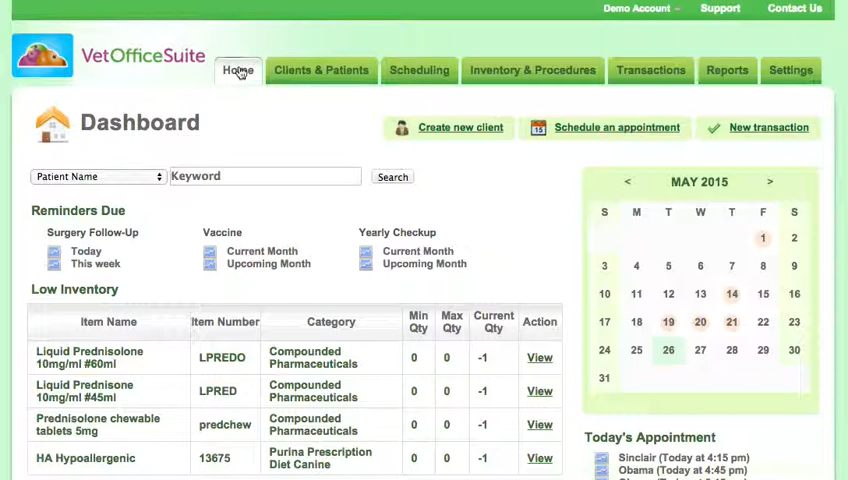 Demo Account Support Contact Us
VetOfficeSuite
Home Clients & Patients Scheduling Inventory & Procedures Transactions Reports Settings
Dashboard
Create new client 15 Schedule an appointment New transaction
Patient Name Keyword Search
Reminders Due
Surgery Follow-Up Vaccine Yearly Checkup
Today Current Month Current Month
This week Upcoming Month Upcoming Month
Low Inventory
Item Name Item Number Category Min Qty Max Qty Current Qty Action
Liquid Prednisolone 10mg/ml #60ml LPREDO Compounded Pharmaceuticals 0 0 -1 View
Liquid Prednisone 10mg/ml #45ml LPRED Compounded Pharmaceuticals 0 0 -1 View
Prednisolone chewable tablets 5mg predchew Compounded Pharmaceuticals 0 0 -1 View
HA Hypoallergenic 13675 Purina Prescription Diet Canine 0 0 -1 View
< MAY 2015 >
S M T W T F S
1 2
3 4 5 6 7 8 9
10 11 12 13 14 15 16
17 18 19 20 21 22 23
24 25 26 27 28 29 30
31
Today's Appointment
Sinclair (Today at 4:15 pm)
Obama (Today at 4:45 pm)